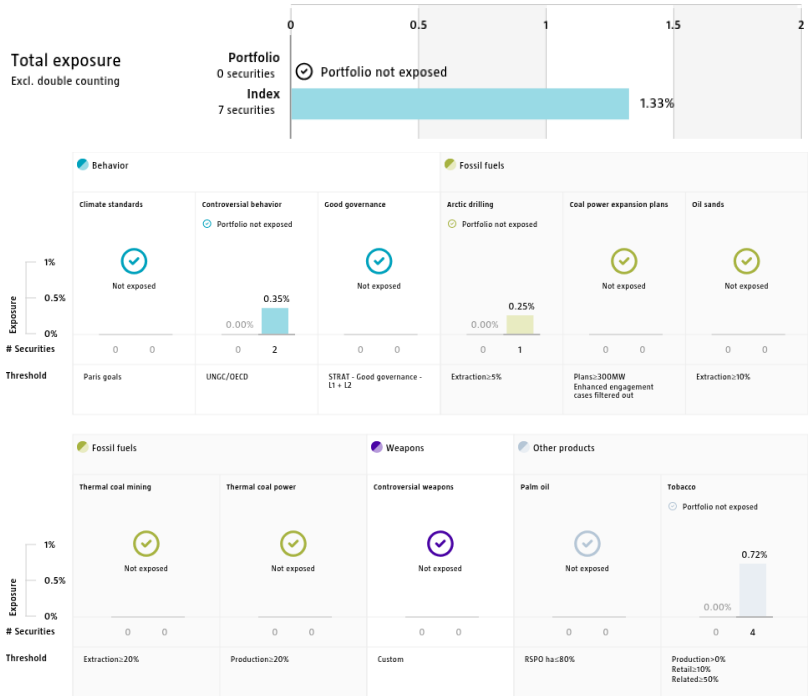 0 0.5 1 1.5 2
Total exposure
Excl. double counting
Portfolio
0 securities
Portfolio not exposed
Index
7 securities
1.33%
Behavior
Fossil fuels
Climate standards
Controversial behavior
Good governance
Arctic drilling
Coal power expansion plans
Oil sands
Portfolio not exposed
Portfolio not exposed
Exposure
1%
0.5%
0%
Not exposed
0.00%
0.35%
Not exposed
0.00%
0.25%
Not exposed
Not exposed
# Securities
0 0 0 2 0 0 0 1 0 0 0 0
Threshold
Paris goals
UNGC/OECD
STRAT - Good governance -
L1 + L2
Extraction≥5%
Plans≥300MW
Enhanced engagement
cases filtered out
Extraction≥10%
Fossil fuels
Weapons
Other products
Thermal coal mining
Thermal coal power
Controversial weapons
Palm oil
Tobacco
Portfolio not exposed
Exposure
1%
0.5%
0%
Not exposed
Not exposed
Not exposed
Not exposed
0.00%
0.72%
# Securities
0 0 0 0 0 0 0 0 0 4
Threshold
Extraction≥20%
Production≥20%
Custom
RSPO ha≤80%
Production>0%
Retail≥10%
Related≥50%